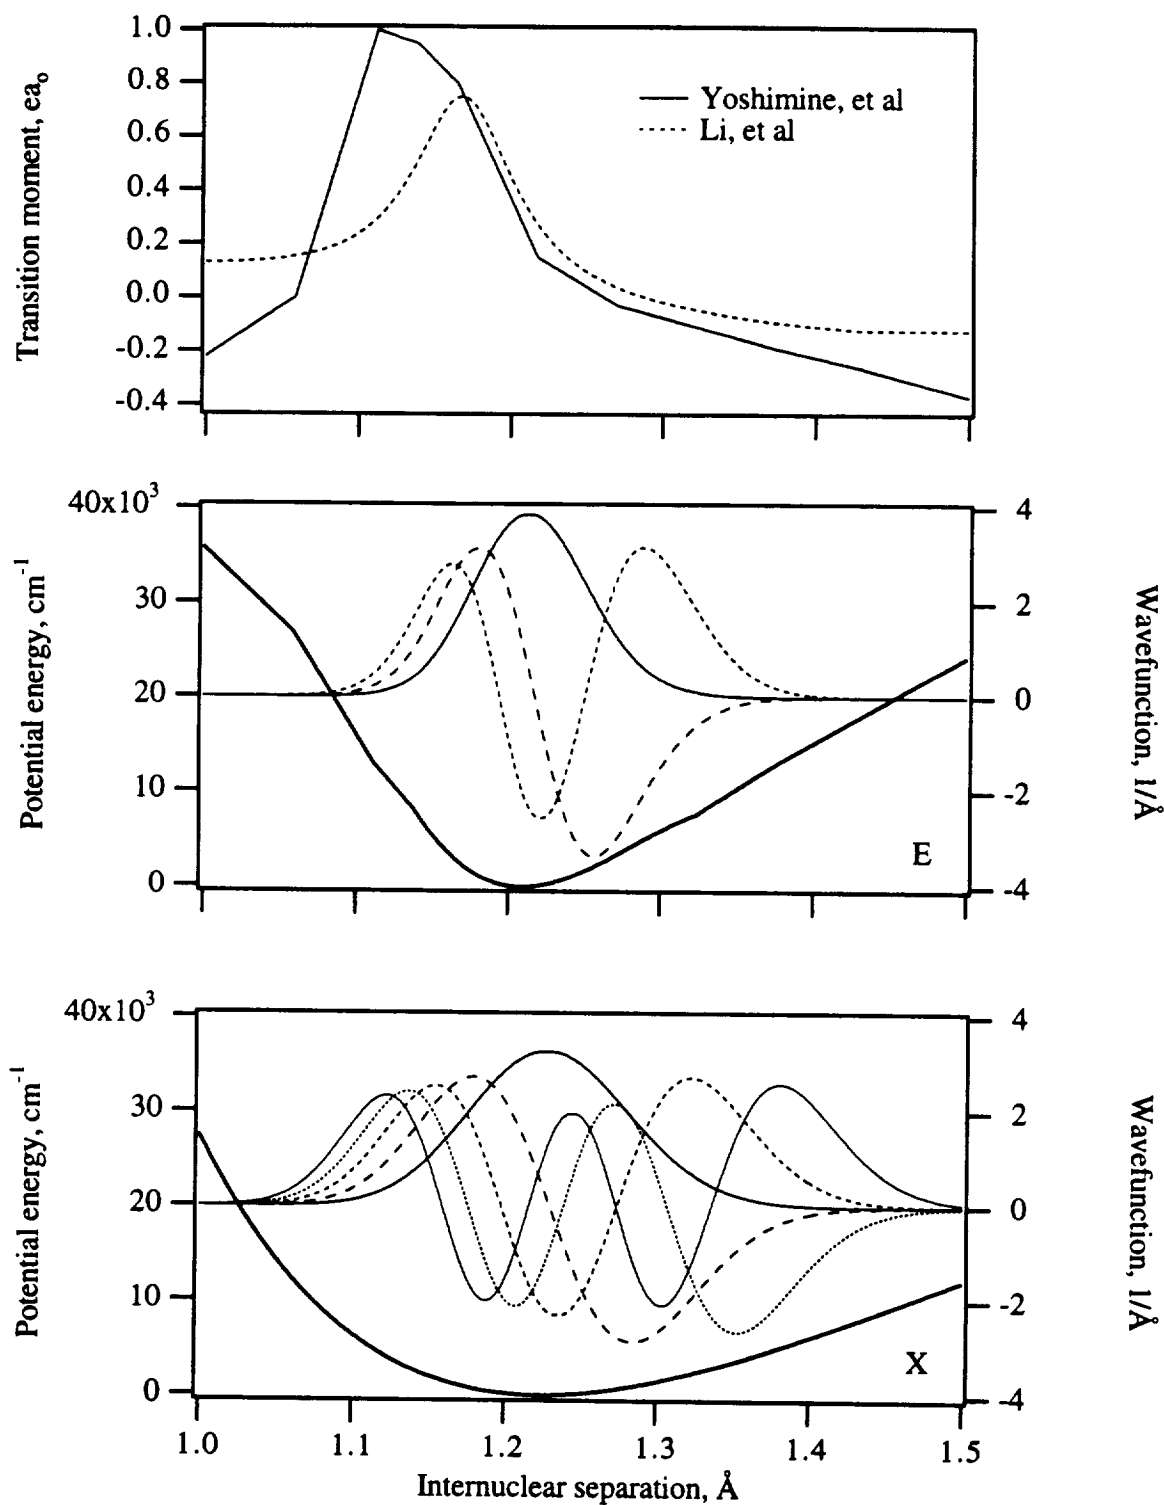 Transition moment, ea₀
1.0
0.8
0.6
0.4
0.2
0.0
-0.2
-0.4
Yoshimine, et al
Li, et al
Potential energy, cm⁻¹
40x10³
30
20
10
0
E
4
2
0
-2
-4
Wavefunction, 1/Å
Potential energy, cm⁻¹
40x10³
30
20
10
0
X
4
2
0
-2
-4
Wavefunction, 1/Å
1.0 1.1 1.2 1.3 1.4 1.5
Internuclear separation, Å